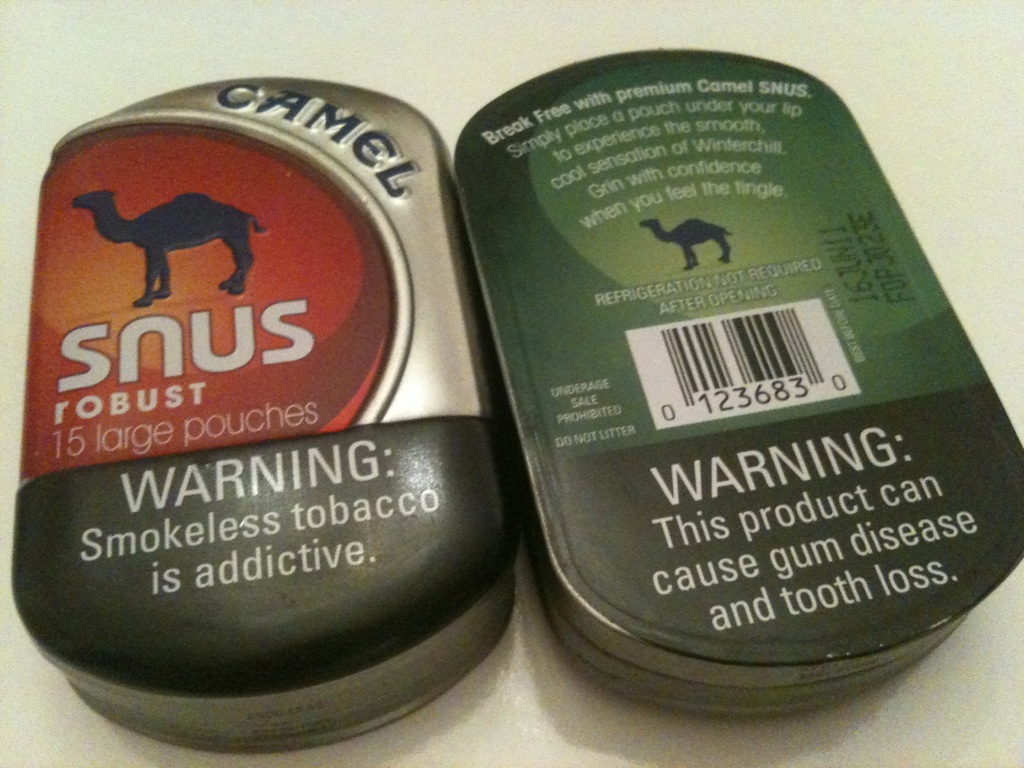 CAMEL
SNUS
rOBUST
15 large pouches
WARNING:
Smokeless tobacco
is addictive.
Break Free with premium Camel SNUS.
Simply place a pouch under your lip
to experience the smooth,
cool sensation of Winterchill.
Grin with confidence
when you feel the tingle.
REFRIGERATION NOT REQUIRED
AFTER OPENING
UNDERAGE
SALE
PROHIBITED
DO NOT LITTER
0 123683 0
WARNING:
This product can
cause gum disease
and tooth loss.